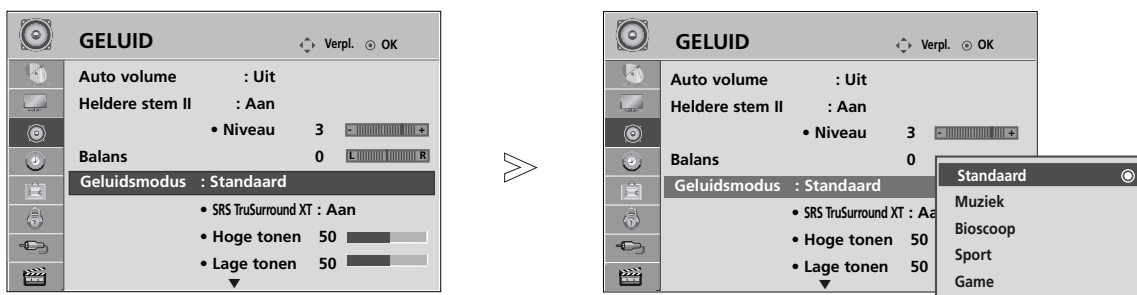 GELUID Verpl. OK
Auto volume : Uit
Heldere stem II : Aan
• Niveau 3 - +
Balans 0 L R
Geluidsmodus : Standaard
• SRS TruSurround XT : Aan
• Hoge tonen 50
• Lage tonen 50
GELUID Verpl. OK
Auto volume : Uit
Heldere stem II : Aan
• Niveau 3 - +
Balans 0
Geluidsmodus : Standaard
• SRS TruSurround XT : Aa
• Hoge tonen 50
• Lage tonen 50
Standaard
Muziek
Bioscoop
Sport
Game